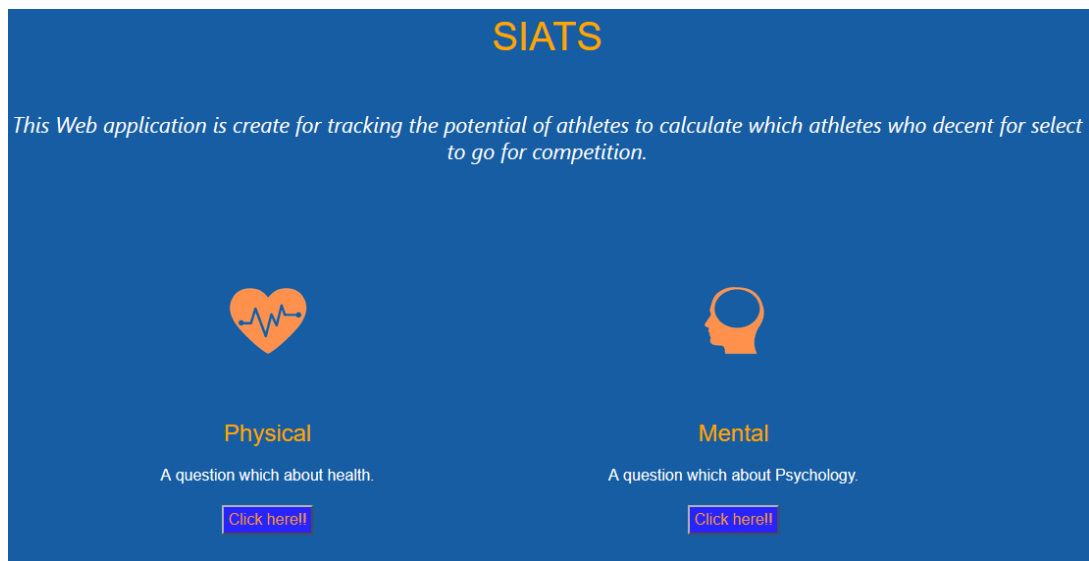 SIATS
This Web application is create for tracking the potential of athletes to calculate which athletes who decent for select
to go for competition.
Physical
A question which about health.
Click here!!
Mental
A question which about Psychology.
Click here!!